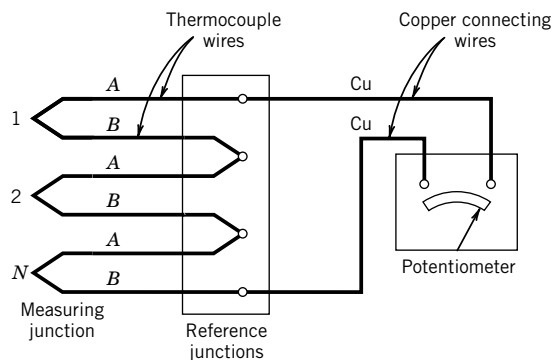 Thermocouple
wires
Copper connecting
wires
A
Cu
1
B
Cu
A
2
B
A
N
B
Potentiometer
Measuring
junction
Reference
junctions